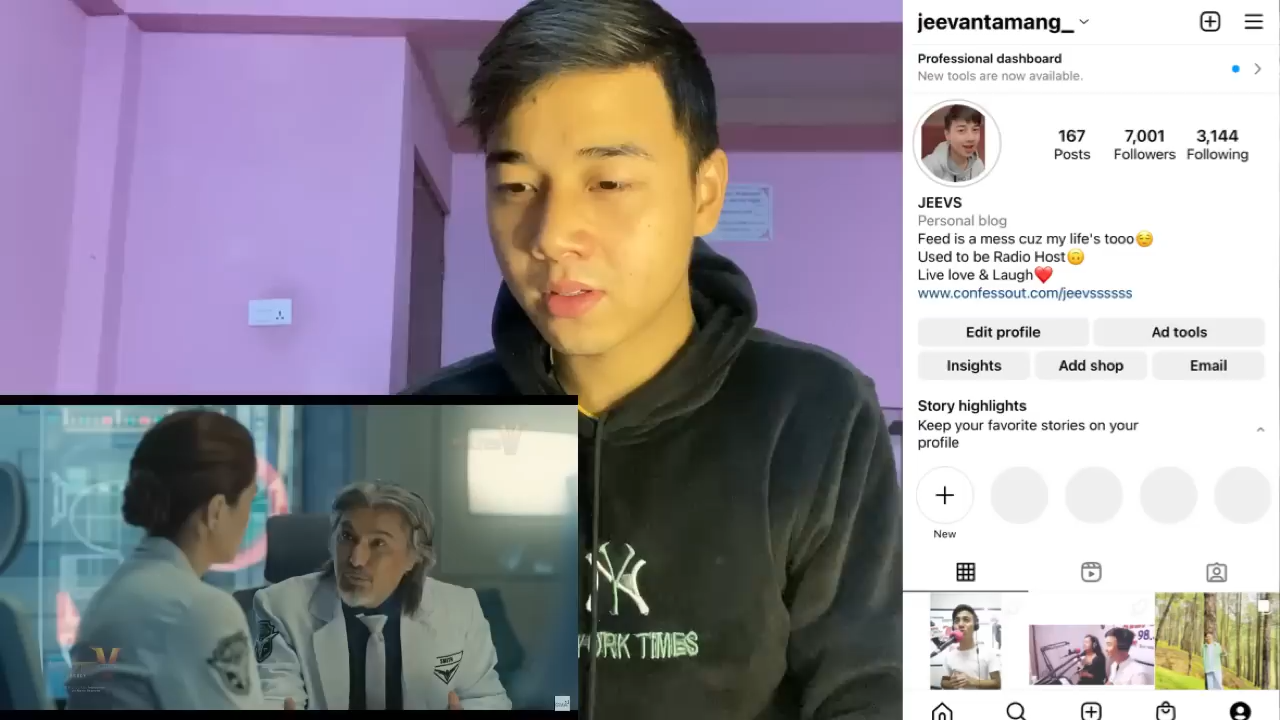 jeevantamang_
Professional dashboard
New tools are now available.
167
Posts
7,001
Followers
3,144
Following
JEEVS
Personal blog
Feed is a mess cuz my life's tooo😌
Used to be Radio Host🙃
Live love & Laugh❤️
www.confessout.com/jeevssssss
Edit profile
Ad tools
Insights
Add shop
Email
Story highlights
Keep your favorite stories on your
profile
New
98.
NY
ORK TIMES
V
V